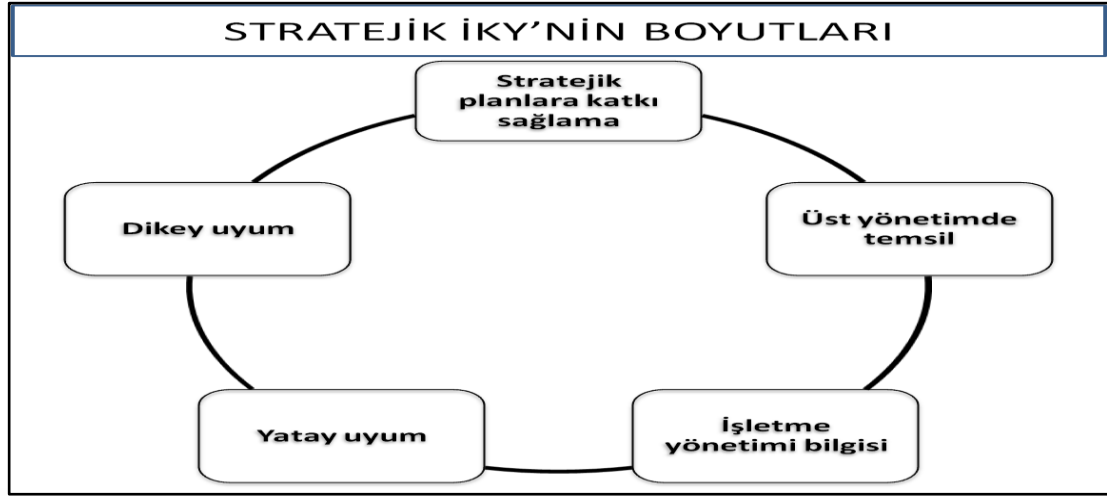 STRATEJİK İKY’NİN BOYUTLARI
Stratejik
planlara katkı
sağlama
Üst yönetimde
temsil
İşletme
yönetimi bilgisi
Yatay uyum
Dikey uyum